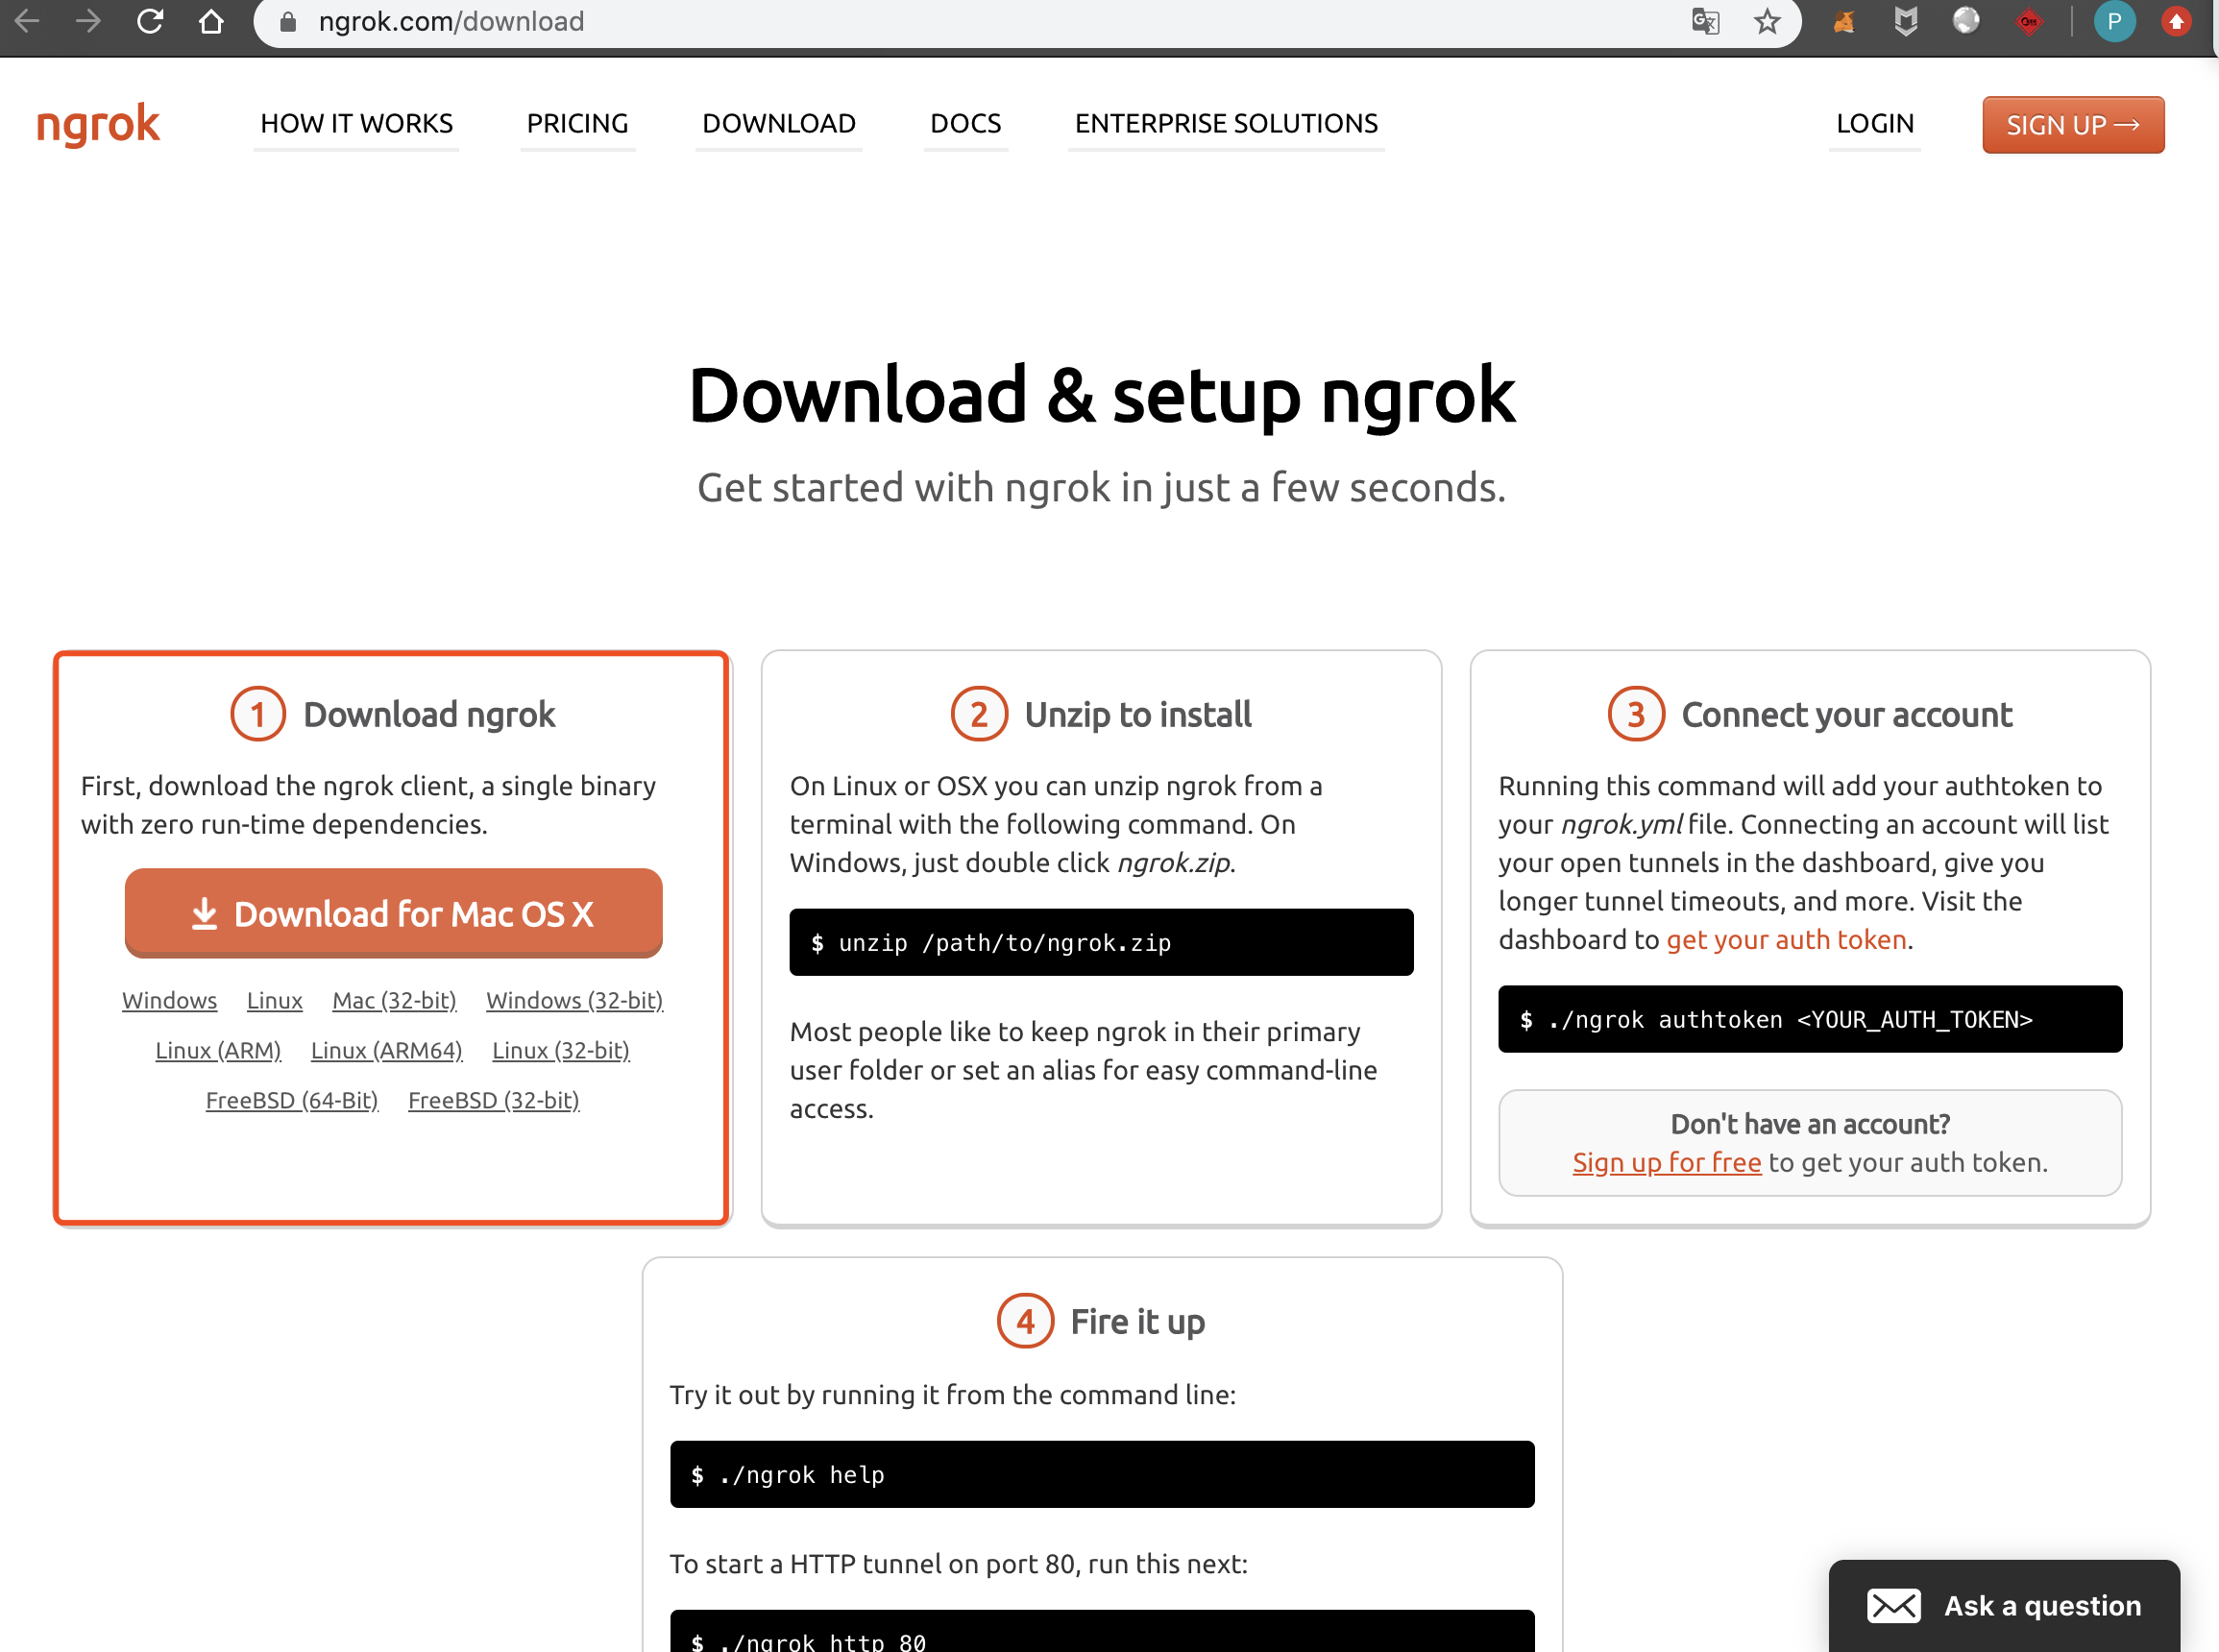 ngrok.com/download
P
ngrok
HOW IT WORKS
PRICING
DOWNLOAD
DOCS
ENTERPRISE SOLUTIONS
LOGIN
SIGN UP →
Download & setup ngrok
Get started with ngrok in just a few seconds.
1 Download ngrok
First, download the ngrok client, a single binary
with zero run-time dependencies.
Download for Mac OS X
Windows Linux Mac (32-bit) Windows (32-bit)
Linux (ARM) Linux (ARM64) Linux (32-bit)
FreeBSD (64-Bit) FreeBSD (32-bit)
2 Unzip to install
On Linux or OSX you can unzip ngrok from a
terminal with the following command. On
Windows, just double click ngrok.zip.
$ unzip /path/to/ngrok.zip
Most people like to keep ngrok in their primary
user folder or set an alias for easy command-line
access.
3 Connect your account
Running this command will add your authtoken to
your ngrok.yml file. Connecting an account will list
your open tunnels in the dashboard, give you
longer tunnel timeouts, and more. Visit the
dashboard to get your auth token.
$ ./ngrok authtoken <YOUR_AUTH_TOKEN>
Don't have an account?
Sign up for free to get your auth token.
4 Fire it up
Try it out by running it from the command line:
$ ./ngrok help
To start a HTTP tunnel on port 80, run this next:
$ ./ngrok http 80
Ask a question